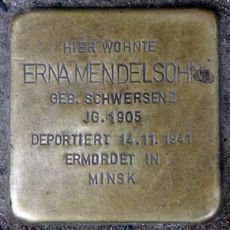 HIER WOHNTE
ERNA MENDELSOHN
GEB. SCHWERSENZ
JG. 1905
DEPORTIERT 14.11.1941
ERMORDET IN
MINSK